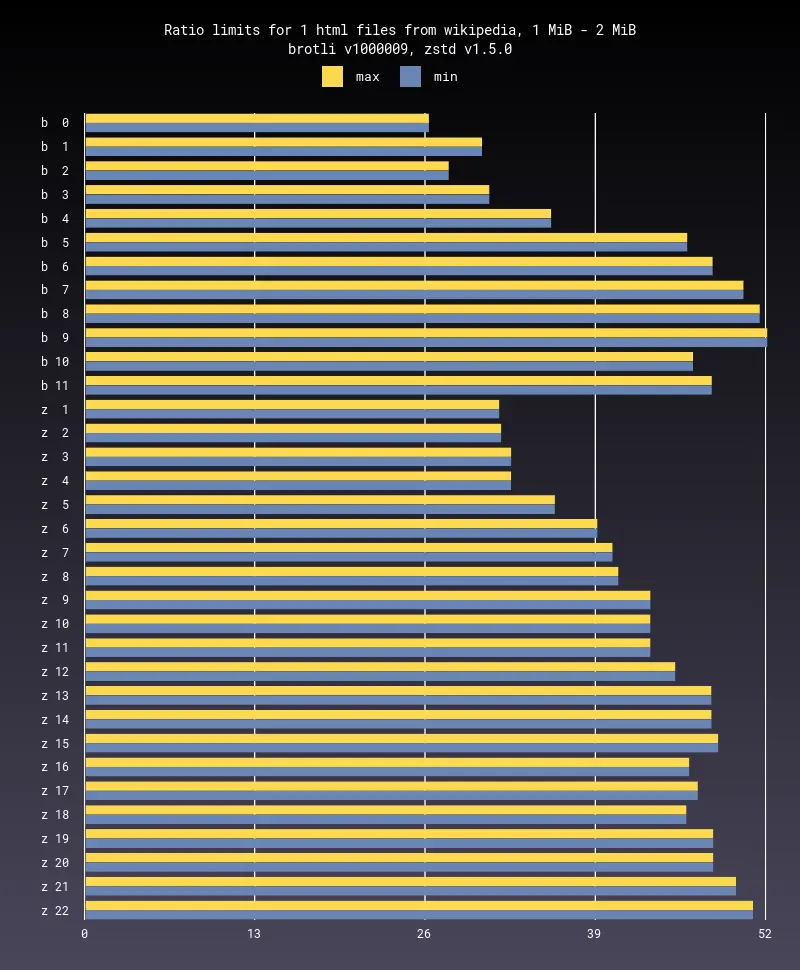 Ratio limits for 1 html files from wikipedia, 1 MiB - 2 MiB
brotli v1000009, zstd v1.5.0
max min
b 0
b 1
b 2
b 3
b 4
b 5
b 6
b 7
b 8
b 9
b 10
b 11
z 1
z 2
z 3
z 4
z 5
z 6
z 7
z 8
z 9
z 10
z 11
z 12
z 13
z 14
z 15
z 16
z 17
z 18
z 19
z 20
z 21
z 22
0 13 26 39 52